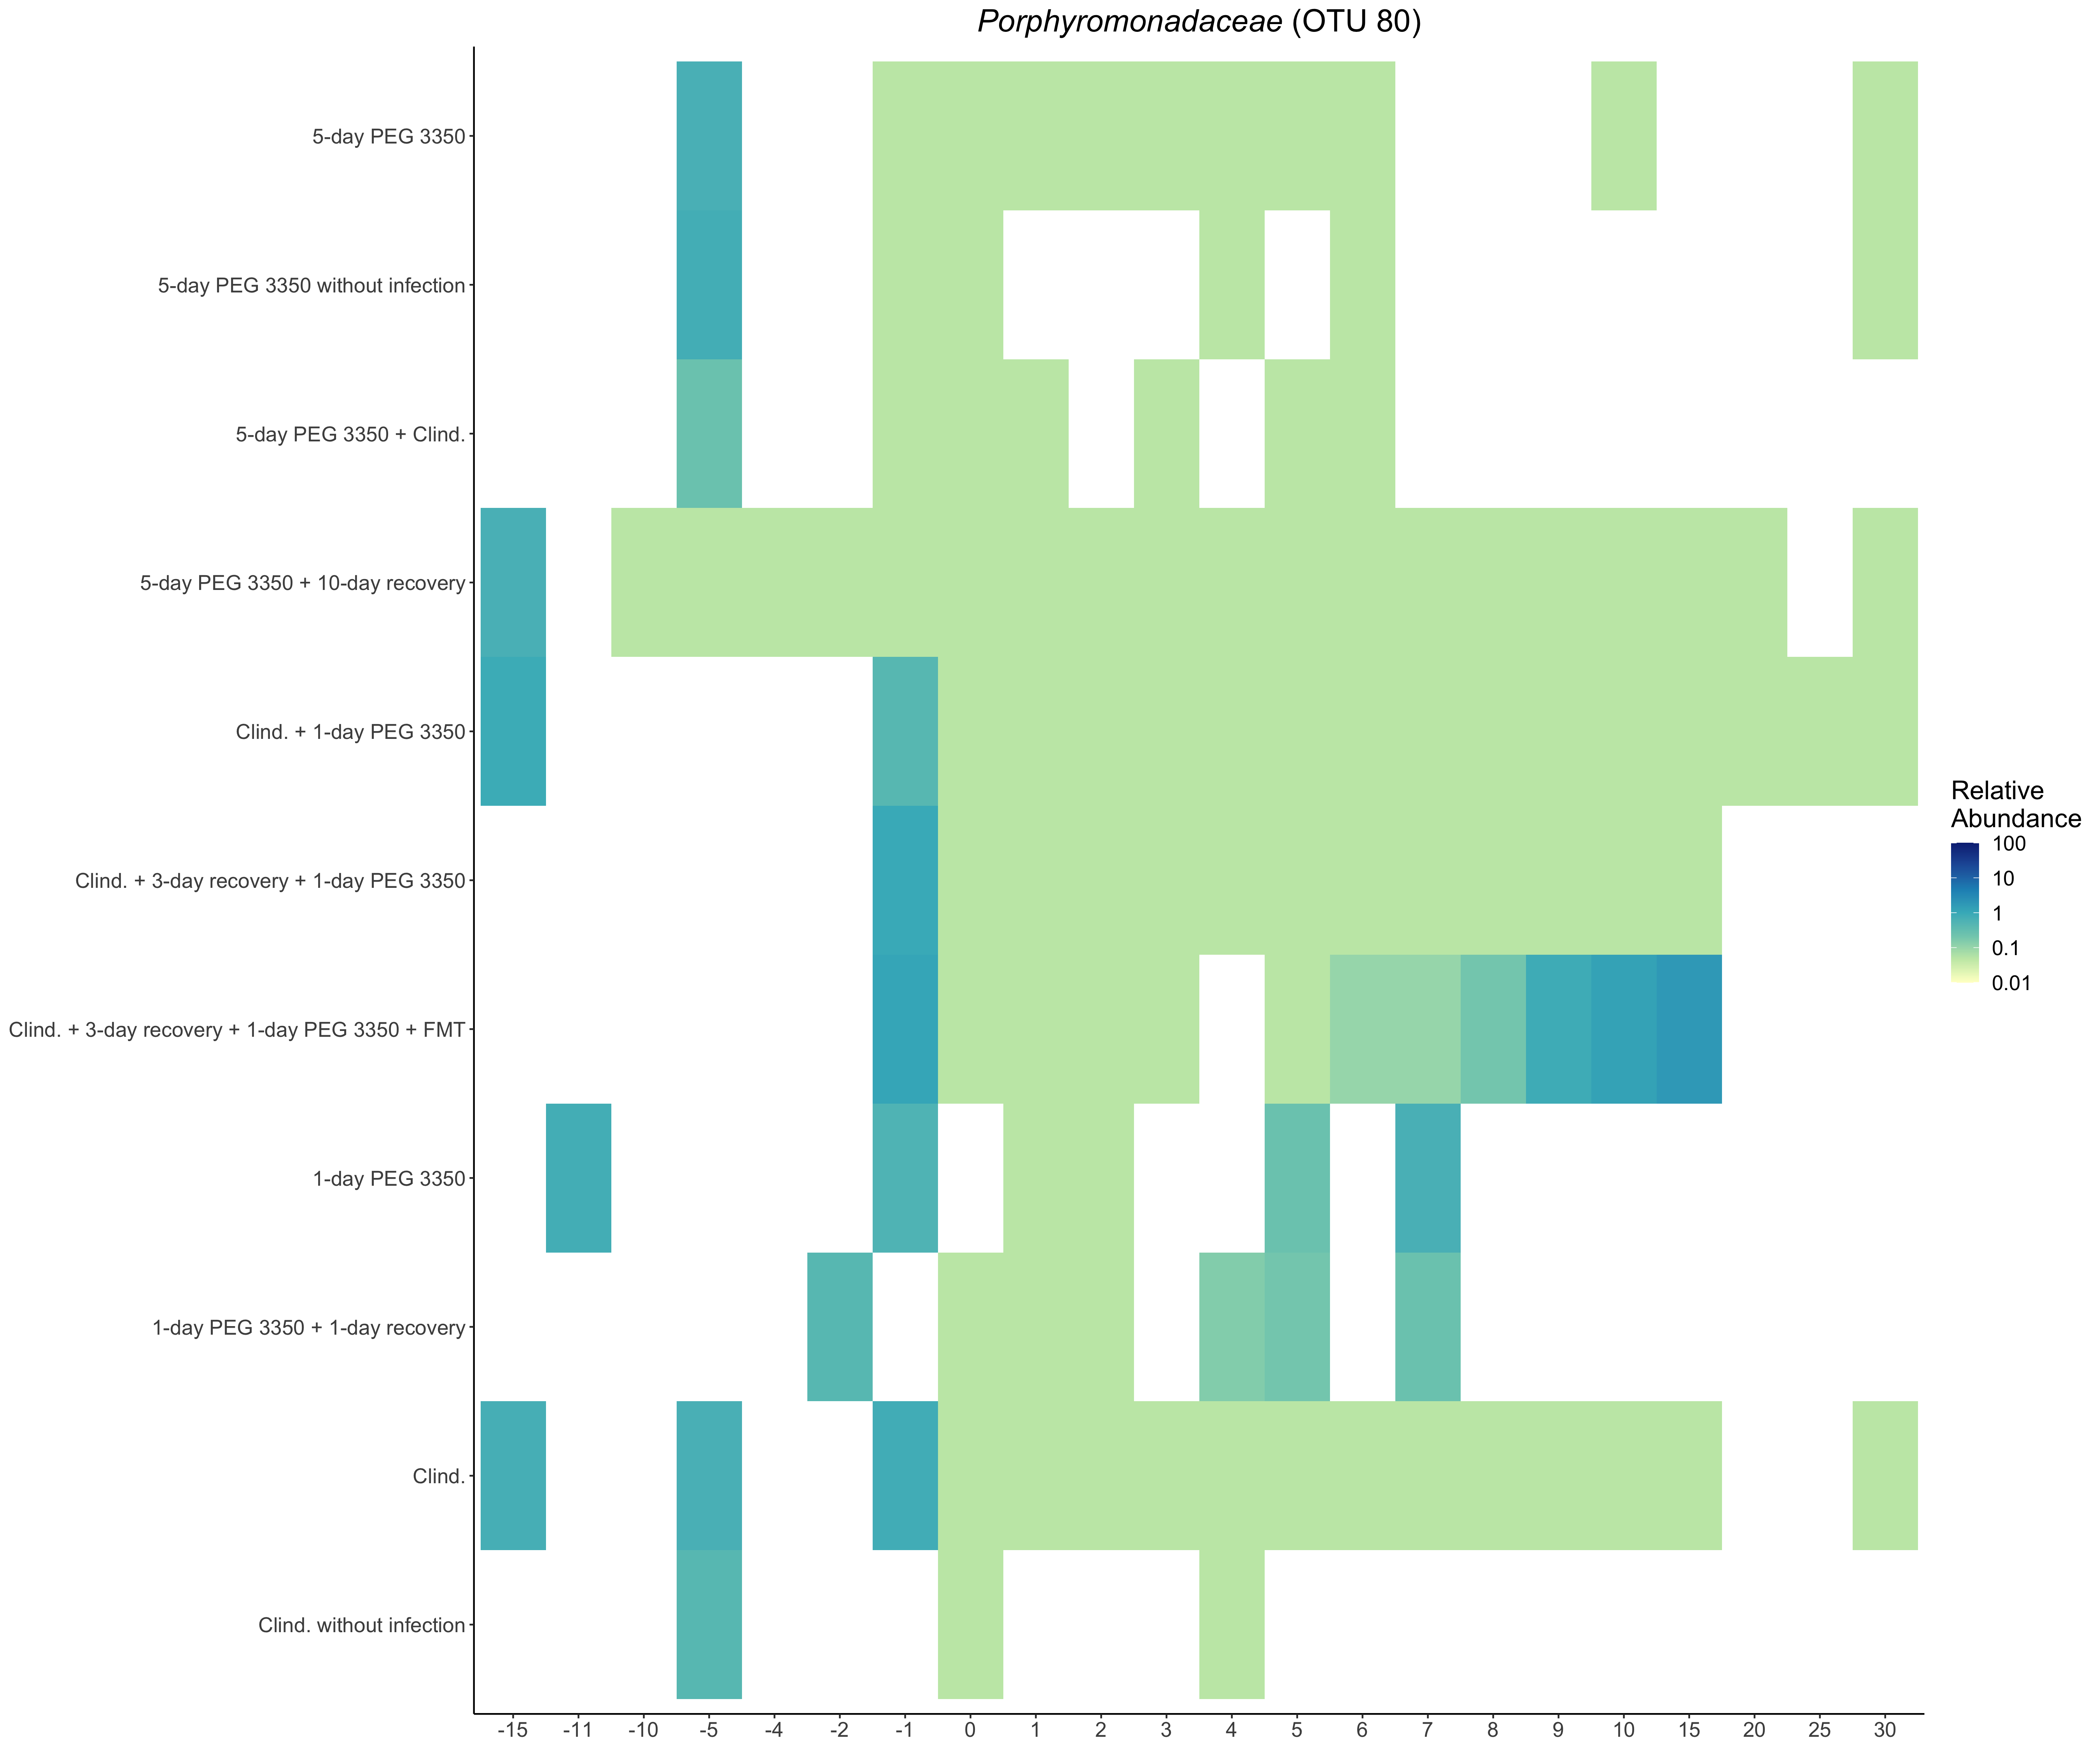 Porphyromonadaceae (OTU 80)
5-day PEG 3350
5-day PEG 3350 without infection
5-day PEG 3350 + Clind.
5-day PEG 3350 + 10-day recovery
Clind. + 1-day PEG 3350
Clind. + 3-day recovery + 1-day PEG 3350
Clind. + 3-day recovery + 1-day PEG 3350 + FMT
1-day PEG 3350
1-day PEG 3350 + 1-day recovery
Clind.
Clind. without infection
-15 -11 -10 -5 -4 -2 -1 0 1 2 3 4 5 6 7 8 9 10 15 20 25 30
Relative
Abundance
100
10
1
0.1
0.01